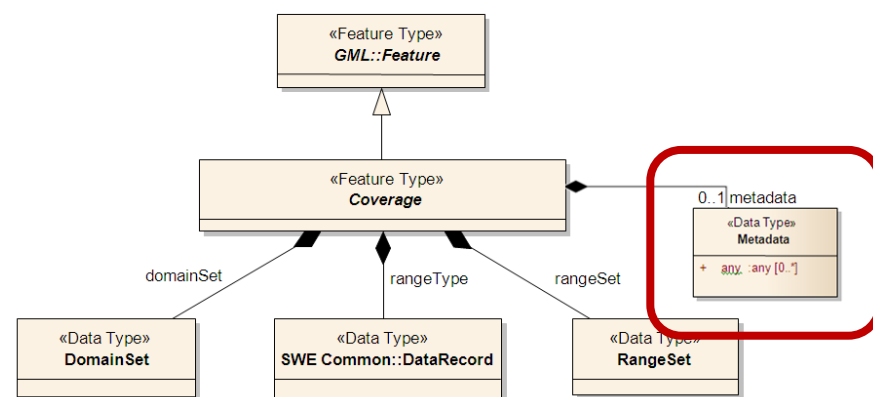 «Feature Type»
GML::Feature
«Feature Type»
Coverage
0..1 metadata
«Data Type»
Metadata
+ any :any [0..*]
domainSet
rangeType
rangeSet
«Data Type»
DomainSet
«Data Type»
SWE Common::DataRecord
«Data Type»
RangeSet